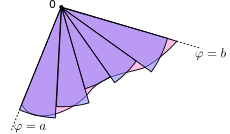 0
φ = b
φ = a